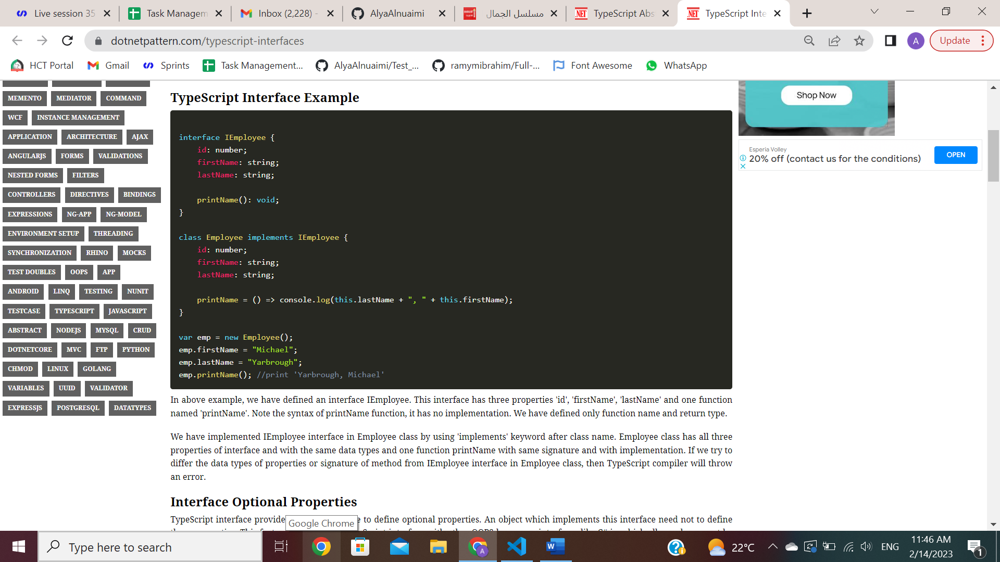 Live session 35
Task Managem
Inbox (2,228) -
AlyaAlnuaimi
مسلسل الجمال
TypeScript Abs
TypeScript Inte
dotnetpattern.com/typescript-interfaces
A
Update
HCT Portal
Gmail
Sprints
Task Management...
AlyaAlnuaimi/Test_...
ramymibrahim/Full-...
Font Awesome
WhatsApp
MEMENTO MEDIATOR COMMAND
WCF INSTANCE MANAGEMENT
APPLICATION ARCHITECTURE AJAX
ANGULARJS FORMS VALIDATIONS
NESTED FORMS FILTERS
CONTROLLERS DIRECTIVES BINDINGS
EXPRESSIONS NG-APP NG-MODEL
ENVIRONMENT SETUP THREADING
SYNCHRONIZATION RHINO MOCKS
TEST DOUBLES OOPS APP
ANDROID LINQ TESTING NUNIT
TESTCASE TYPESCRIPT JAVASCRIPT
ABSTRACT NODEJS MYSQL CRUD
DOTNETCORE MVC FTP PYTHON
CHMOD LINUX GOLANG
VARIABLES UUID VALIDATOR
EXPRESSJS POSTGRESQL DATATYPES
TypeScript Interface Example
interface IEmployee {
id: number;
firstName: string;
lastName: string;
printName(): void;
}
class Employee implements IEmployee {
id: number;
firstName: string;
lastName: string;
printName = () => console.log(this.lastName + ", " + this.firstName);
}
var emp = new Employee();
emp.firstName = "Michael";
emp.lastName = "Yarbrough";
emp.printName(); //print 'Yarbrough, Michael'
In above example, we have defined an interface IEmployee. This interface has three properties 'id', 'firstName', 'lastName' and one function
named 'printName'. Note the syntax of printName function, it has no implementation. We have defined only function name and return type.
We have implemented IEmployee interface in Employee class by using 'implements' keyword after class name. Employee class has all three
properties of interface and with the same data types and one function printName with same signature and with implementation. If we try to
differ the data types of properties or signature of method from IEmployee interface in Employee class, then TypeScript compiler will throw
an error.
Interface Optional Properties
TypeScript interface provide to define optional properties. An object which implements this interface need not to define
Google Chrome
Shop Now
Esperia Volley
20% off (contact us for the conditions)
OPEN
Type here to search
22°C
ENG
11:46 AM
2/14/2023
1